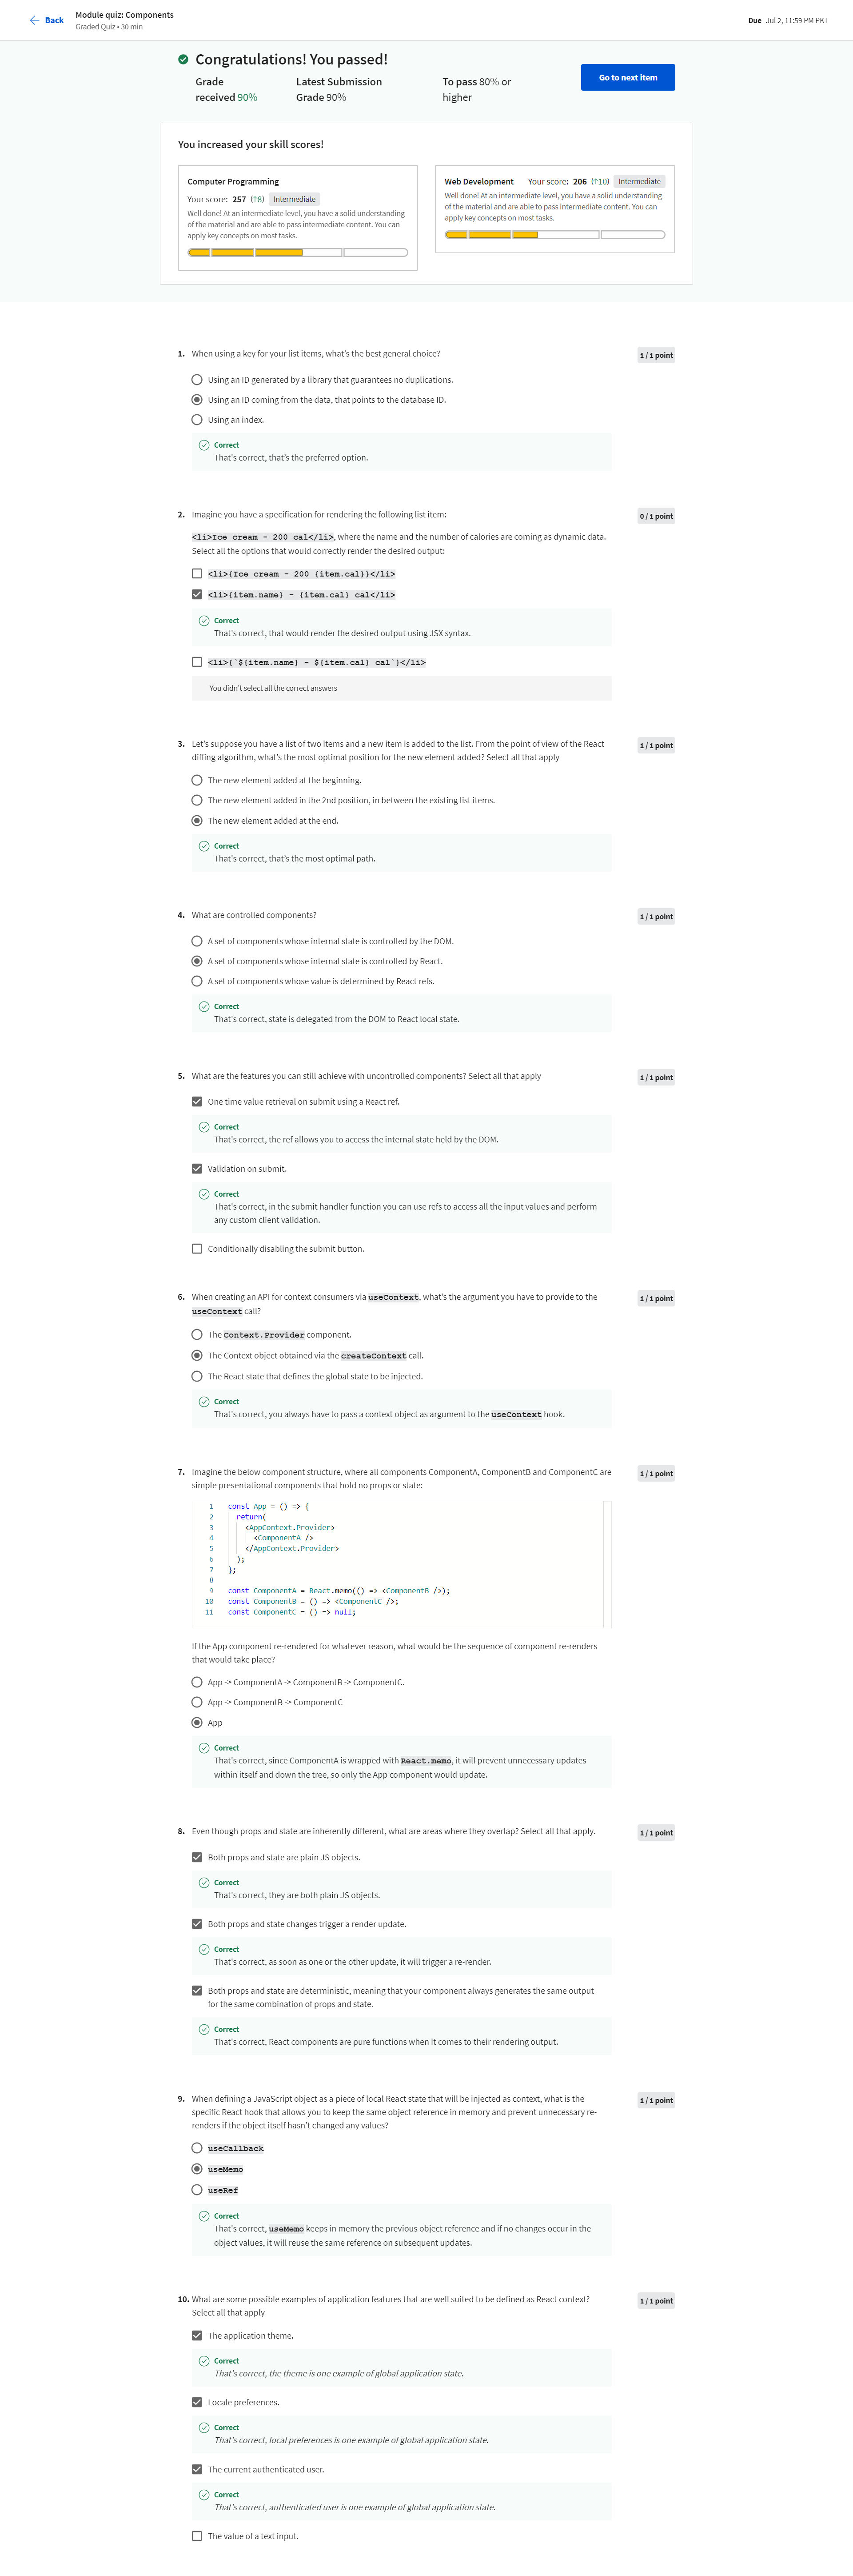 Back
Module quiz: Components
Graded Quiz • 30 min
Due Jul 2, 11:59 PM PKT
Congratulations! You passed!
Grade received 90%
Latest Submission Grade 90%
To pass 80% or higher
Go to next item
You increased your skill scores!
Computer Programming
Your score: 257 (↑8) Intermediate
Well done! At an intermediate level, you have a solid understanding
of the material and are able to pass intermediate content. You can
apply key concepts on most tasks.
Web Development Your score: 206 (↑10) Intermediate
Well done! At an intermediate level, you have a solid understanding
of the material and are able to pass intermediate content. You can
apply key concepts on most tasks.
1. When using a key for your list items, what's the best general choice?
1 / 1 point
Using an ID generated by a library that guarantees no duplications.
Using an ID coming from the data, that points to the database ID.
Using an index.
Correct
That's correct, that's the preferred option.
2. Imagine you have a specification for rendering the following list item:
0 / 1 point
<li>Ice cream - 200 cal</li>, where the name and the number of calories are coming as dynamic data.
Select all the options that would correctly render the desired output:
<li>{Ice cream - 200 {item.cal}}</li>
<li>{item.name} - {item.cal} cal</li>
Correct
That's correct, that would render the desired output using JSX syntax.
<li>{`${item.name} - ${item.cal} cal`}</li>
You didn't select all the correct answers
3. Let's suppose you have a list of two items and a new item is added to the list. From the point of view of the React
diffing algorithm, what's the most optimal position for the new element added? Select all that apply
1 / 1 point
The new element added at the beginning.
The new element added in the 2nd position, in between the existing list items.
The new element added at the end.
Correct
That's correct, that's the most optimal path.
4. What are controlled components?
1 / 1 point
A set of components whose internal state is controlled by the DOM.
A set of components whose internal state is controlled by React.
A set of components whose value is determined by React refs.
Correct
That's correct, state is delegated from the DOM to React local state.
5. What are the features you can still achieve with uncontrolled components? Select all that apply
1 / 1 point
One time value retrieval on submit using a React ref.
Correct
That's correct, the ref allows you to access the internal state held by the DOM.
Validation on submit.
Correct
That's correct, in the submit handler function you can use refs to access all the input values and perform
any custom client validation.
Conditionally disabling the submit button.
6. When creating an API for context consumers via useContext, what's the argument you have to provide to the
useContext call?
1 / 1 point
The Context.Provider component.
The Context object obtained via the createContext call.
The React state that defines the global state to be injected.
Correct
That's correct, you always have to pass a context object as argument to the useContext hook.
7. Imagine the below component structure, where all components ComponentA, ComponentB and ComponentC are
simple presentational components that hold no props or state:
1 / 1 point
1 const App = () => {
2 return(
3 <AppContext.Provider>
4 <ComponentA />
5 </AppContext.Provider>
6 );
7 };
8
9 const ComponentA = React.memo(() => <ComponentB />);
10 const ComponentB = () => <ComponentC />;
11 const ComponentC = () => null;
If the App component re-rendered for whatever reason, what would be the sequence of component re-renders
that would take place?
App -> ComponentA -> ComponentB -> ComponentC.
App -> ComponentB -> ComponentC
App
Correct
That's correct, since ComponentA is wrapped with React.memo, it will prevent unnecessary updates
within itself and down the tree, so only the App component would update.
8. Even though props and state are inherently different, what are areas where they overlap? Select all that apply.
1 / 1 point
Both props and state are plain JS objects.
Correct
That's correct, they are both plain JS objects.
Both props and state changes trigger a render update.
Correct
That's correct, as soon as one or the other update, it will trigger a re-render.
Both props and state are deterministic, meaning that your component always generates the same output
for the same combination of props and state.
Correct
That's correct, React components are pure functions when it comes to their rendering output.
9. When defining a JavaScript object as a piece of local React state that will be injected as context, what is the
specific React hook that allows you to keep the same object reference in memory and prevent unnecessary re-
renders if the object itself hasn't changed any values?
1 / 1 point
useCallback
useMemo
useRef
Correct
That's correct, useMemo keeps in memory the previous object reference and if no changes occur in the
object values, it will reuse the same reference on subsequent updates.
10. What are some possible examples of application features that are well suited to be defined as React context?
Select all that apply
1 / 1 point
The application theme.
Correct
That's correct, the theme is one example of global application state.
Locale preferences.
Correct
That's correct, local preferences is one example of global application state.
The current authenticated user.
Correct
That's correct, authenticated user is one example of global application state.
The value of a text input.